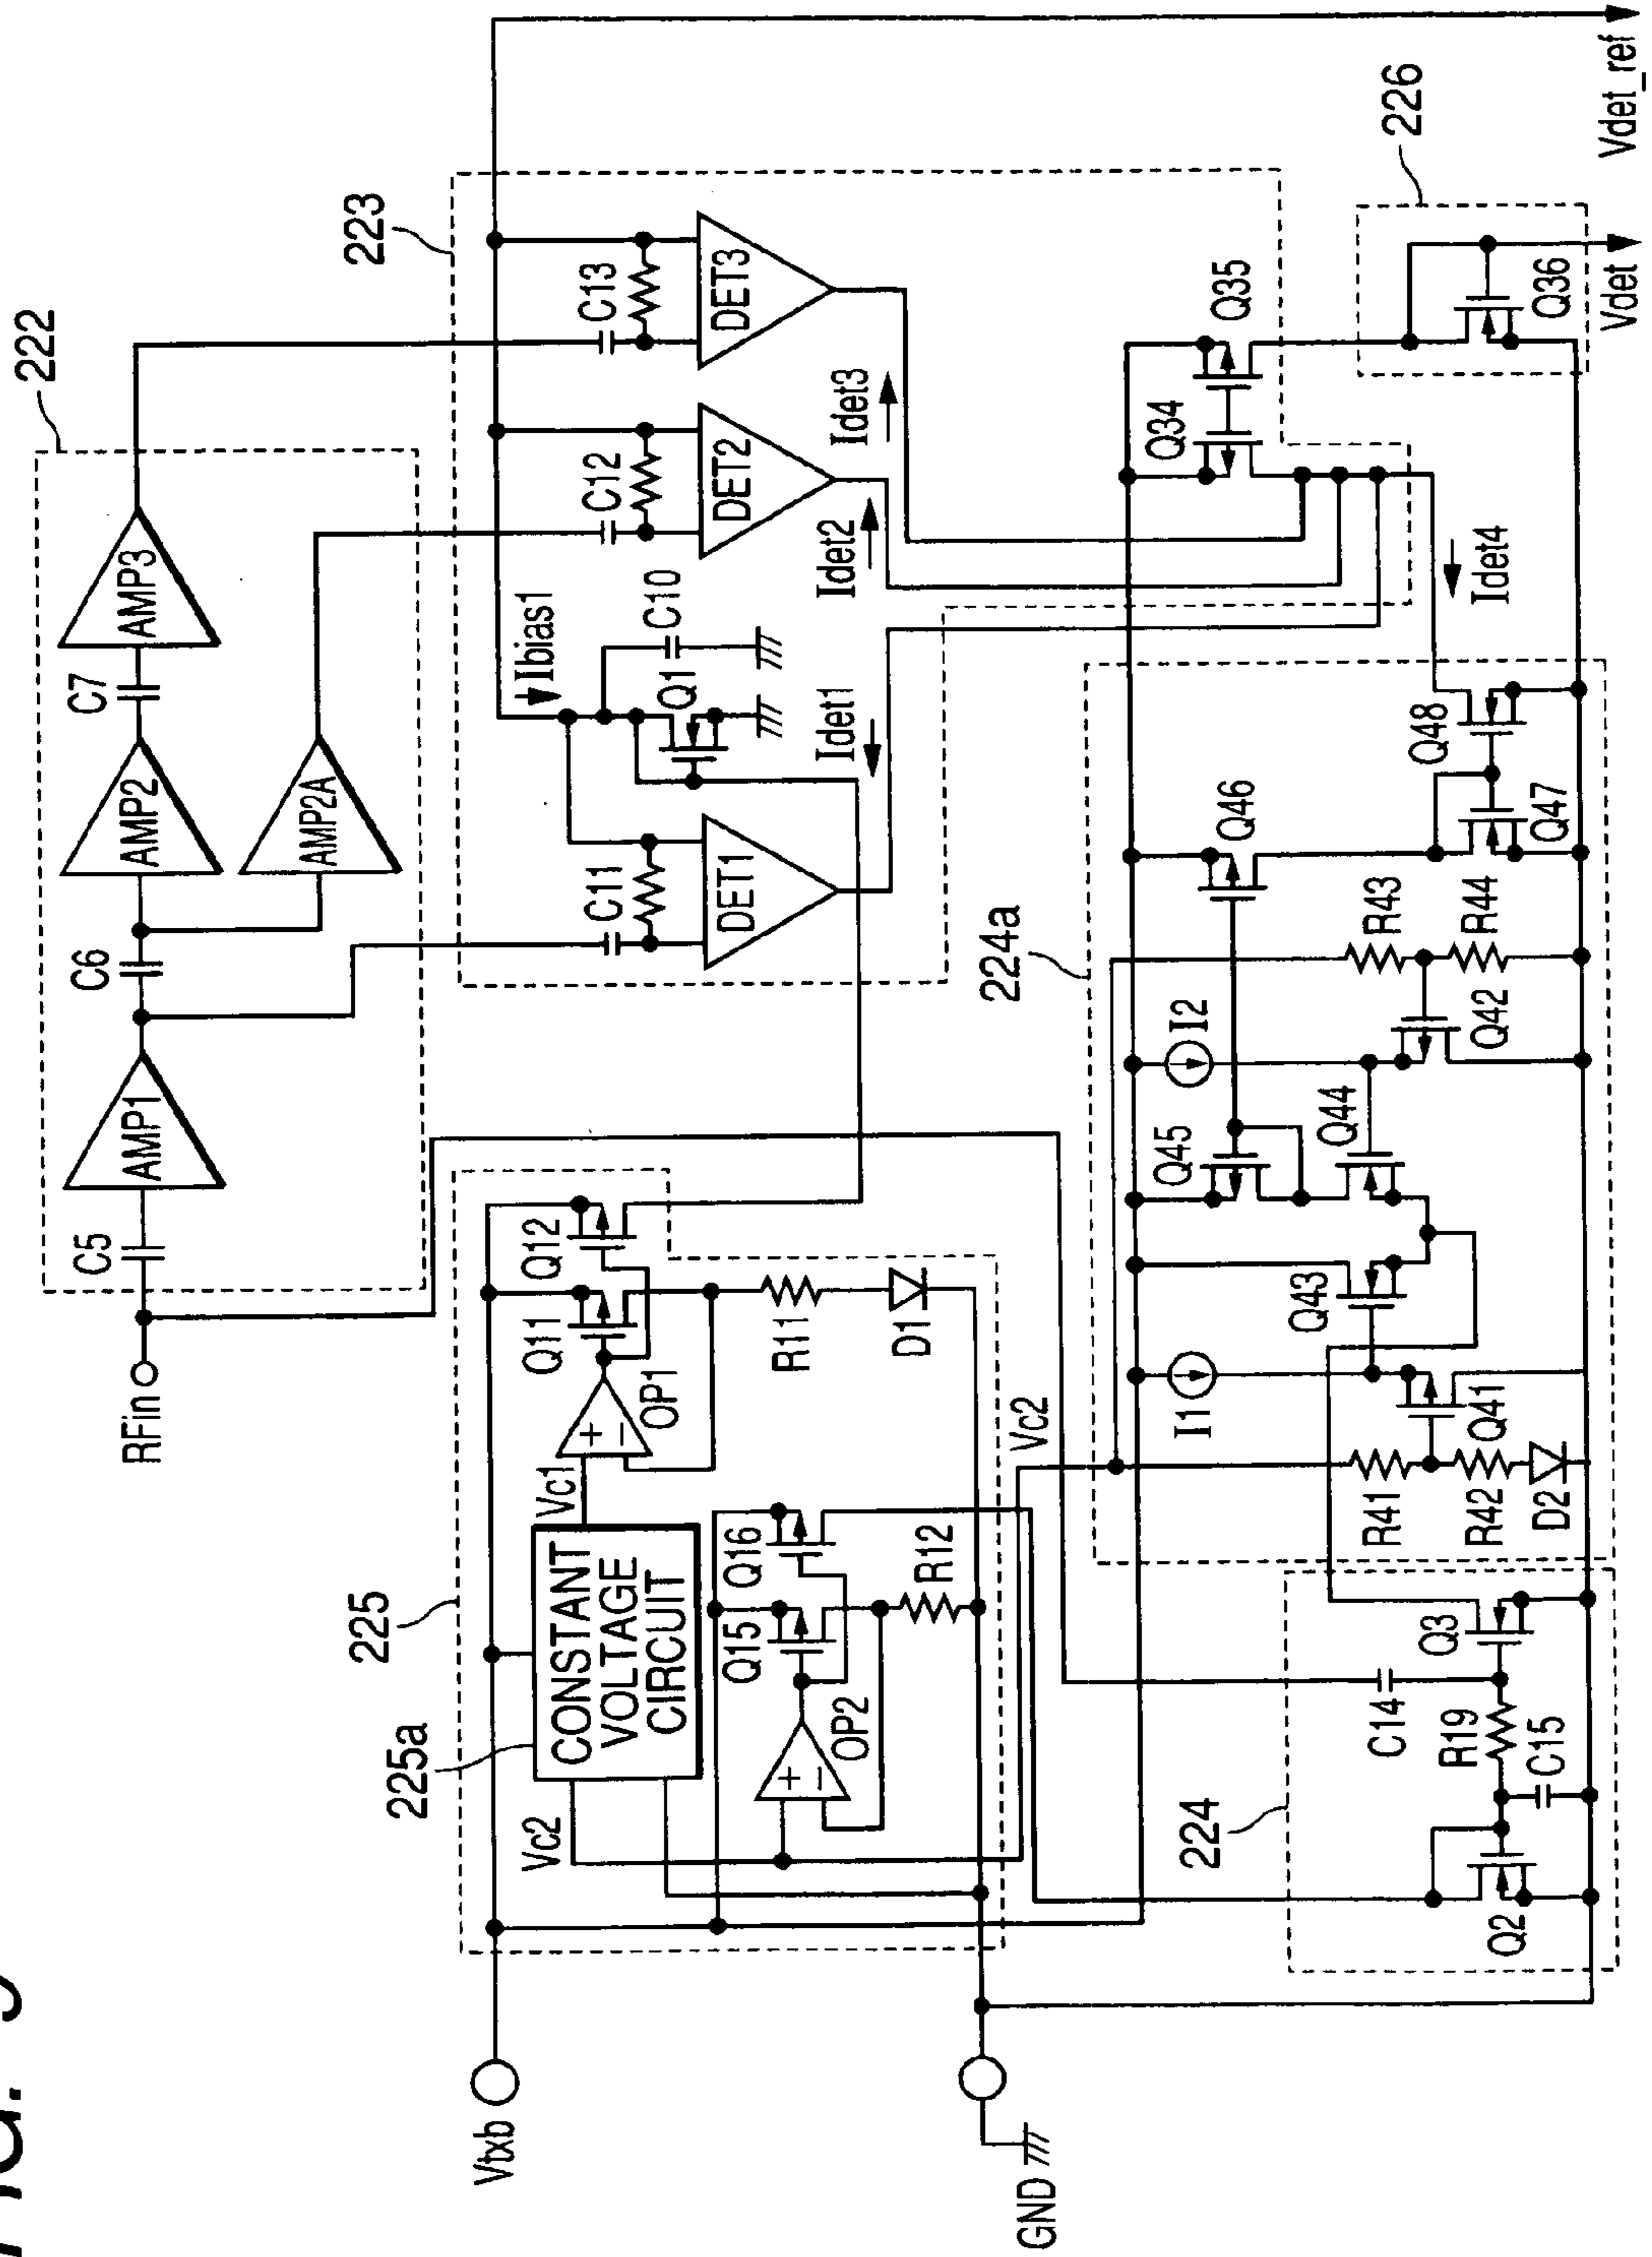 222
C5
AMP1
C6
AMP2
C7
AMP3
AMP2A
RFin
223
Ibias1
C11
DET1
Q1
C10
C12
DET2
C13
DET3
Idet1
Idet2
Idet3
225
225a
CONSTANT
VOLTAGE
CIRCUIT
Vc1
Vc2
+
−
OP1
Q11
Q12
R11
D1
+
−
OP2
Q15
Q16
R12
Vtxb
GND
Vc2
224
Q2
C14
R19
C15
Q3
224a
I1
R41
R42
D2
Q41
Q43
Q45
Q44
I2
Q42
R43
R44
Q46
Q47
Q48
Idet4
Q34
Q35
226
Q36
Vdet
Vdet_ref